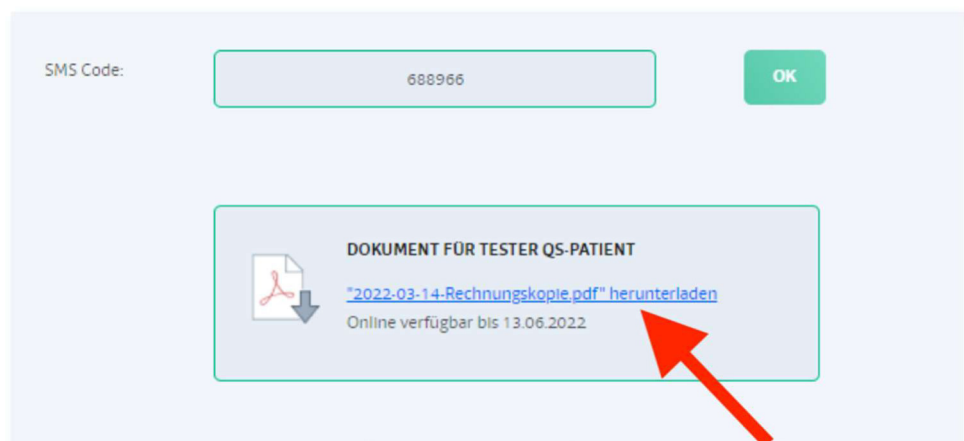 SMS Code:
688966
OK
DOKUMENT FÜR TESTER QS-PATIENT
"2022-03-14-Rechnungskopie.pdf" herunterladen
Online verfügbar bis 13.06.2022